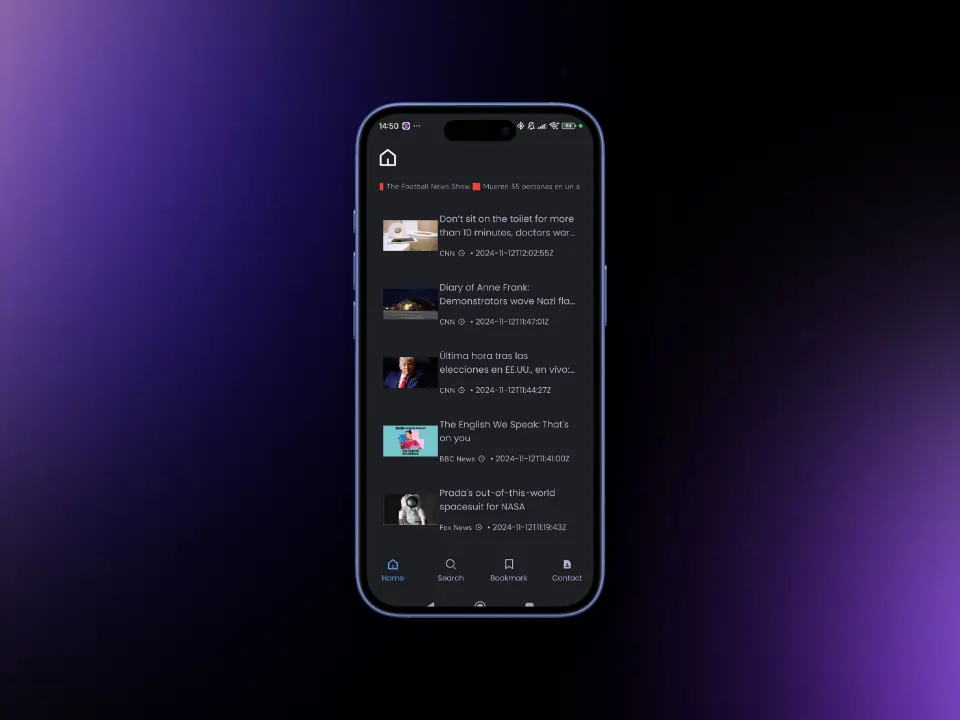 14:50
The Football News Show Mueren 35 personas en un a
Don't sit on the toilet for more
than 10 minutes, doctors war...
CNN • 2024-11-12T12:02:55Z
Diary of Anne Frank:
Demonstrators wave Nazi fla...
CNN • 2024-11-12T11:47:01Z
Última hora tras las
elecciones en EE.UU., en vivo:...
CNN • 2024-11-12T11:44:27Z
The English We Speak: That's
on you
BBC News • 2024-11-12T11:41:00Z
Prada's out-of-this-world
spacesuit for NASA
Fox News • 2024-11-12T11:19:43Z
Home Search Bookmark Contact